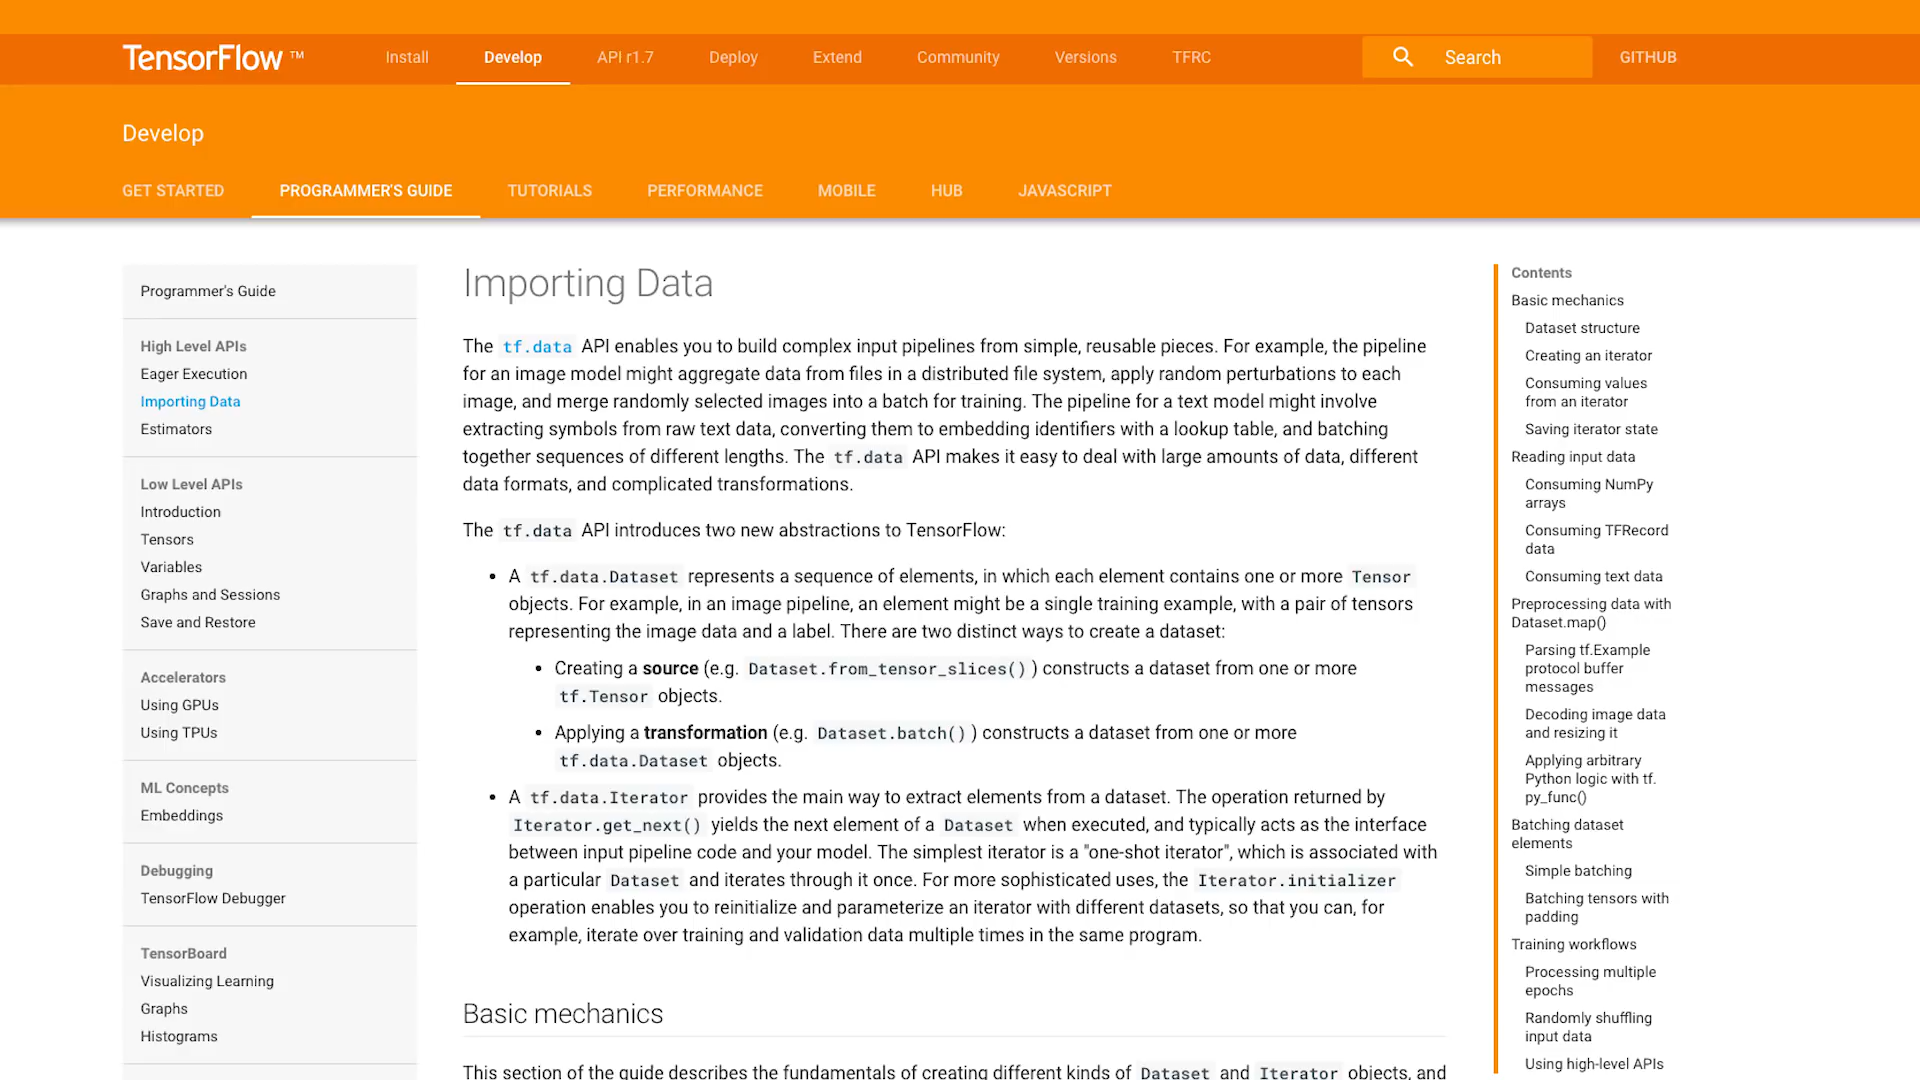 TensorFlow ™
Install
Develop
API r1.7
Deploy
Extend
Community
Versions
TFRC
Search
GITHUB
Develop
GET STARTED
PROGRAMMER'S GUIDE
TUTORIALS
PERFORMANCE
MOBILE
HUB
JAVASCRIPT
Programmer's Guide
High Level APIs
Eager Execution
Importing Data
Estimators
Low Level APIs
Introduction
Tensors
Variables
Graphs and Sessions
Save and Restore
Accelerators
Using GPUs
Using TPUs
ML Concepts
Embeddings
Debugging
TensorFlow Debugger
TensorBoard
Visualizing Learning
Graphs
Histograms
Importing Data
The tf.data API enables you to build complex input pipelines from simple, reusable pieces. For example, the pipeline
for an image model might aggregate data from files in a distributed file system, apply random perturbations to each
image, and merge randomly selected images into a batch for training. The pipeline for a text model might involve
extracting symbols from raw text data, converting them to embedding identifiers with a lookup table, and batching
together sequences of different lengths. The tf.data API makes it easy to deal with large amounts of data, different
data formats, and complicated transformations.
The tf.data API introduces two new abstractions to TensorFlow:
• A tf.data.Dataset represents a sequence of elements, in which each element contains one or more Tensor
objects. For example, in an image pipeline, an element might be a single training example, with a pair of tensors
representing the image data and a label. There are two distinct ways to create a dataset:
• Creating a source (e.g. Dataset.from_tensor_slices() ) constructs a dataset from one or more
tf.Tensor objects.
• Applying a transformation (e.g. Dataset.batch() ) constructs a dataset from one or more
tf.data.Dataset objects.
• A tf.data.Iterator provides the main way to extract elements from a dataset. The operation returned by
Iterator.get_next() yields the next element of a Dataset when executed, and typically acts as the interface
between input pipeline code and your model. The simplest iterator is a "one-shot iterator", which is associated with
a particular Dataset and iterates through it once. For more sophisticated uses, the Iterator.initializer
operation enables you to reinitialize and parameterize an iterator with different datasets, so that you can, for
example, iterate over training and validation data multiple times in the same program.
Basic mechanics
This section of the guide describes the fundamentals of creating different kinds of Dataset and Iterator objects, and
Contents
Basic mechanics
Dataset structure
Creating an iterator
Consuming values
from an iterator
Saving iterator state
Reading input data
Consuming NumPy
arrays
Consuming TFRecord
data
Consuming text data
Preprocessing data with
Dataset.map()
Parsing tf.Example
protocol buffer
messages
Decoding image data
and resizing it
Applying arbitrary
Python logic with tf.
py_func()
Batching dataset
elements
Simple batching
Batching tensors with
padding
Training workflows
Processing multiple
epochs
Randomly shuffling
input data
Using high-level APIs